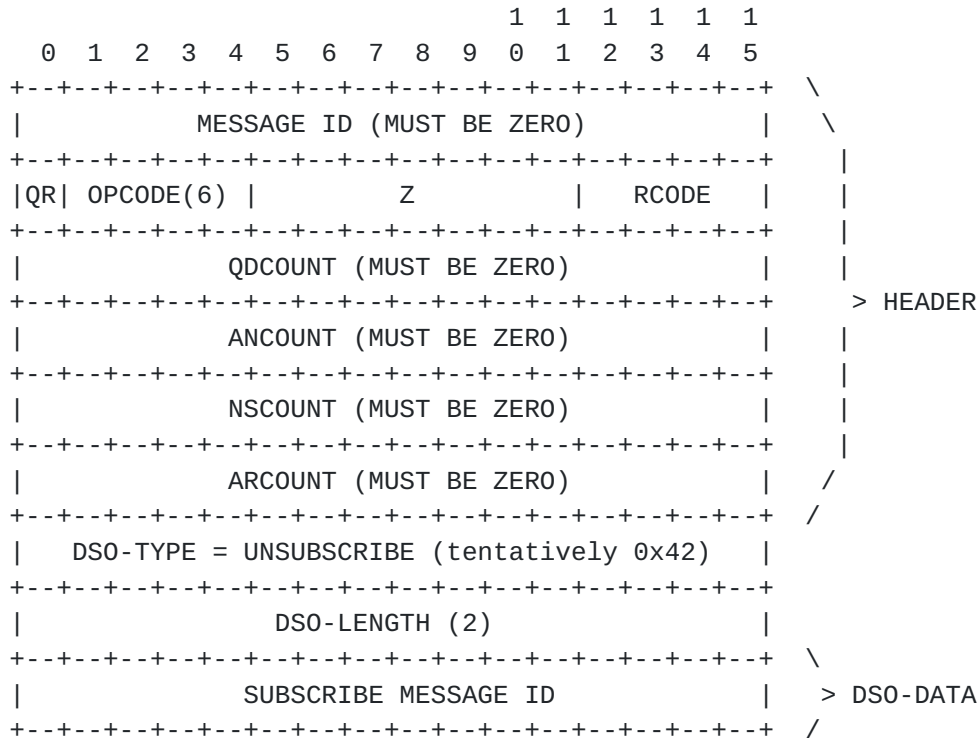 1  1  1  1  1  1
   0  1  2  3  4  5  6  7  8  9  0  1  2  3  4  5
 +--+--+--+--+--+--+--+--+--+--+--+--+--+--+--+--+  \
 |           MESSAGE ID (MUST BE ZERO)           |   \
 +--+--+--+--+--+--+--+--+--+--+--+--+--+--+--+--+    |
 |QR| OPCODE(6) |         Z          |   RCODE   |    |
 +--+--+--+--+--+--+--+--+--+--+--+--+--+--+--+--+    |
 |             QDCOUNT (MUST BE ZERO)            |    |
 +--+--+--+--+--+--+--+--+--+--+--+--+--+--+--+--+     > HEADER
 |             ANCOUNT (MUST BE ZERO)            |    |
 +--+--+--+--+--+--+--+--+--+--+--+--+--+--+--+--+    |
 |             NSCOUNT (MUST BE ZERO)            |    |
 +--+--+--+--+--+--+--+--+--+--+--+--+--+--+--+--+    |
 |             ARCOUNT (MUST BE ZERO)            |   /
 +--+--+--+--+--+--+--+--+--+--+--+--+--+--+--+--+  /
 |   DSO-TYPE = UNSUBSCRIBE (tentatively 0x42)   |
 +--+--+--+--+--+--+--+--+--+--+--+--+--+--+--+--+
 |                DSO-LENGTH (2)                 |
 +--+--+--+--+--+--+--+--+--+--+--+--+--+--+--+--+  \
 |              SUBSCRIBE MESSAGE ID             |   > DSO-DATA
 +--+--+--+--+--+--+--+--+--+--+--+--+--+--+--+--+  /